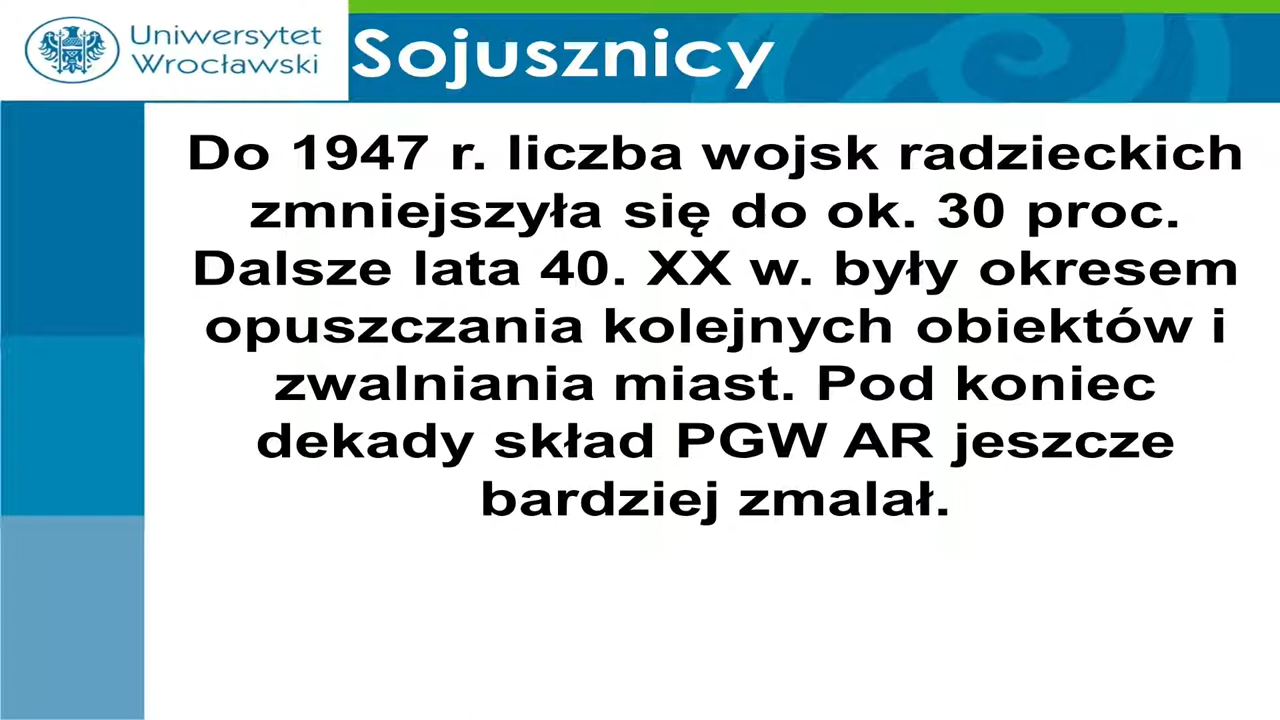 Uniwersytet
Wrocławski
Sojusznicy
Do 1947 r. liczba wojsk radzieckich
zmniejszyła się do ok. 30 proc.
Dalsze lata 40. XX w. były okresem
opuszczania kolejnych obiektów i
zwalniania miast. Pod koniec
dekady skład PGW AR jeszcze
bardziej zmalał.